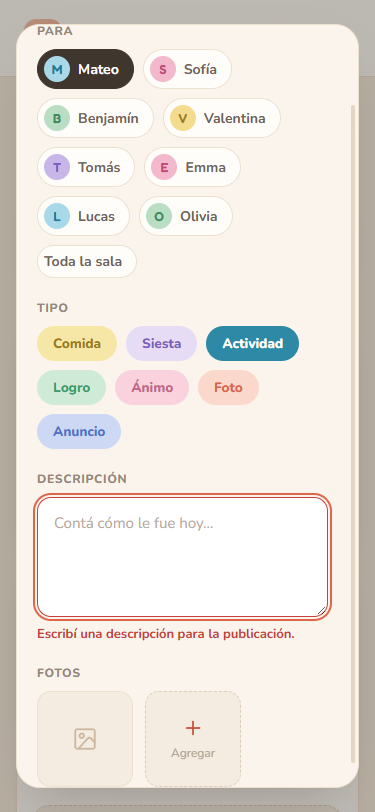 PARA
M Mateo
S Sofía
B Benjamín
V Valentina
T Tomás
E Emma
L Lucas
O Olivia
Toda la sala
TIPO
Comida
Siesta
Actividad
Logro
Ánimo
Foto
Anuncio
DESCRIPCIÓN
Contá cómo le fue hoy...
Escribí una descripción para la publicación.
FOTOS
Agregar